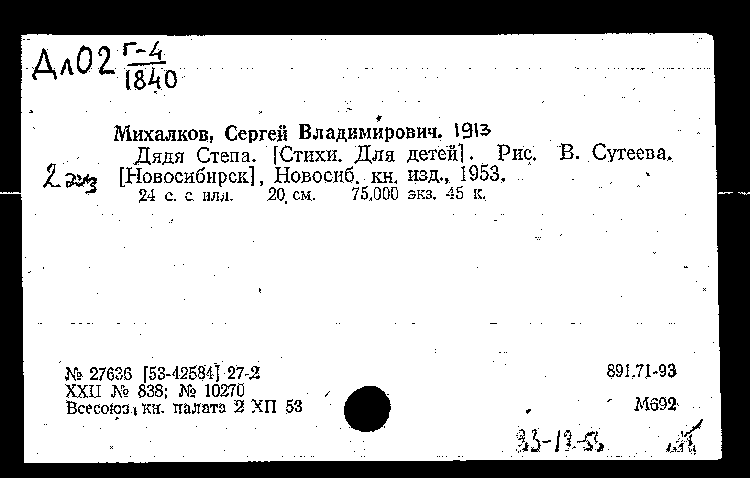 Дл02 Г-4
1840
Михалков, Сергей Владимирович. 1913
Дядя Степа. [Стихи. Для детей]. Рис. В. Сутеева.
2 экз [Новосибирск], Новосиб. кн. изд., 1953.
24 с. с илл. 20 см. 75,000 экз. 45 к.
№ 27636 [53-42584] 27-2 891.71-93
XXII № 838; № 10270
Всесоюз. кн. палата 2 XII 53 М692